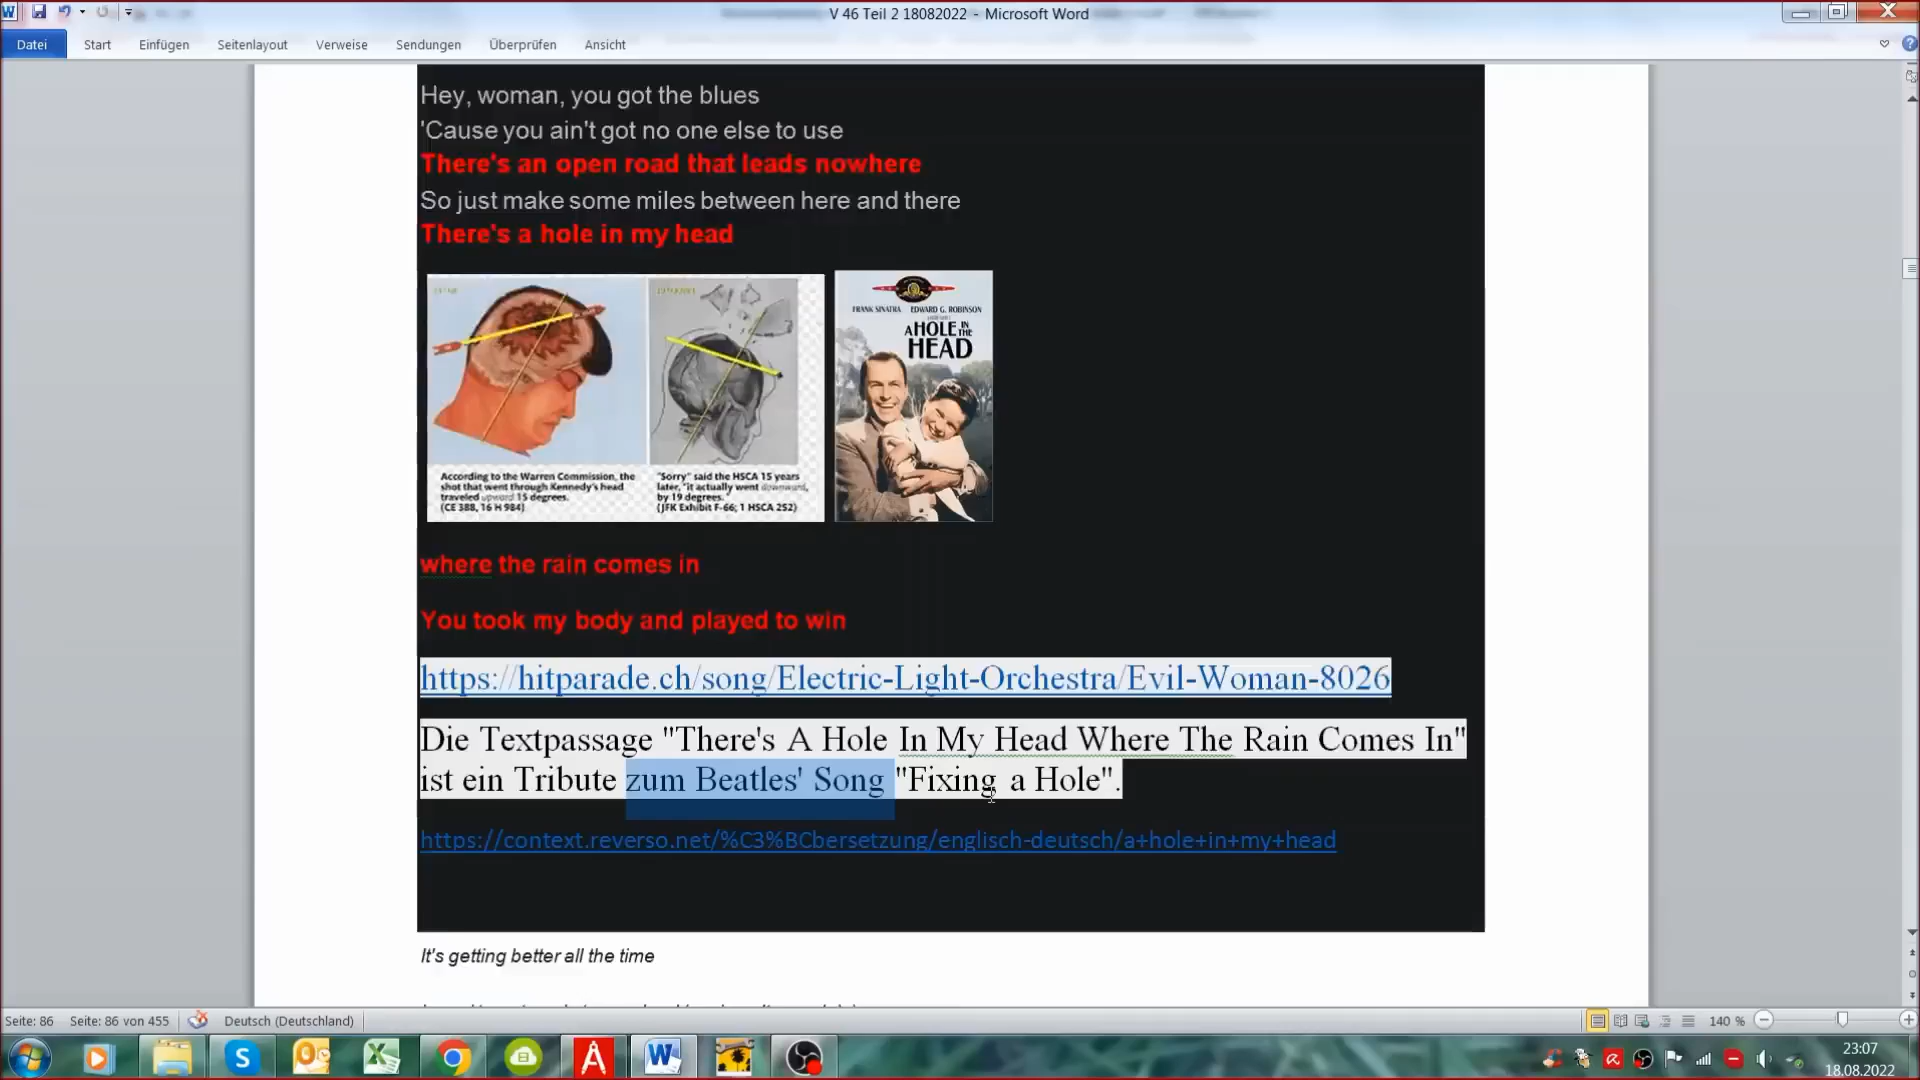 V 46 Teil 2 18082022 - Microsoft Word
Datei Start Einfügen Seitenlayout Verweise Sendungen Überprüfen Ansicht
Hey, woman, you got the blues
'Cause you ain't got no one else to use
There's an open road that leads nowhere
So just make some miles between here and there
There's a hole in my head
According to the Warren Commission, the
shot that went through Kennedy's head
traveled upward 15 degrees.
(CE 388, 16 H 984)
"Sorry" said the HSCA 15 years
later, "it actually went downward,
by 19 degrees."
(JFK Exhibit F-66; 1 HSCA 252)
FRANK SINATRA EDWARD G. ROBINSON
A HOLE IN THE
HEAD
where the rain comes in
You took my body and played to win
https://hitparade.ch/song/Electric-Light-Orchestra/Evil-Woman-8026
Die Textpassage "There's A Hole In My Head Where The Rain Comes In"
ist ein Tribute zum Beatles' Song "Fixing a Hole".
https://context.reverso.net/%C3%BCbersetzung/englisch-deutsch/a+hole+in+my+head
It's getting better all the time
Seite: 86 Seite: 86 von 455 Deutsch (Deutschland) 140 %
23:07
18.08.2022